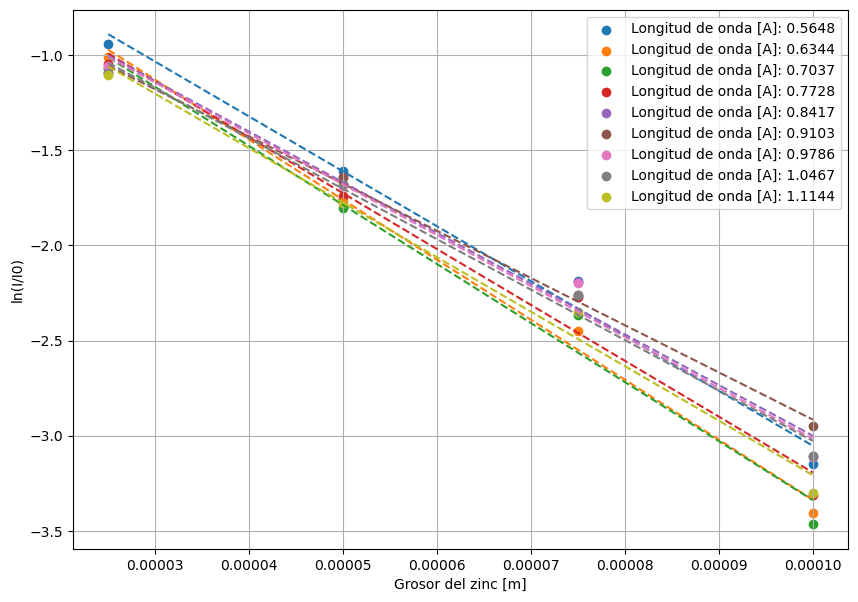 Longitud de onda [A]: 0.5648
Longitud de onda [A]: 0.6344
Longitud de onda [A]: 0.7037
Longitud de onda [A]: 0.7728
Longitud de onda [A]: 0.8417
Longitud de onda [A]: 0.9103
Longitud de onda [A]: 0.9786
Longitud de onda [A]: 1.0467
Longitud de onda [A]: 1.1144
ln(I/I0)
−1.0
−1.5
−2.0
−2.5
−3.0
−3.5
0.00003 0.00004 0.00005 0.00006 0.00007 0.00008 0.00009 0.00010
Grosor del zinc [m]